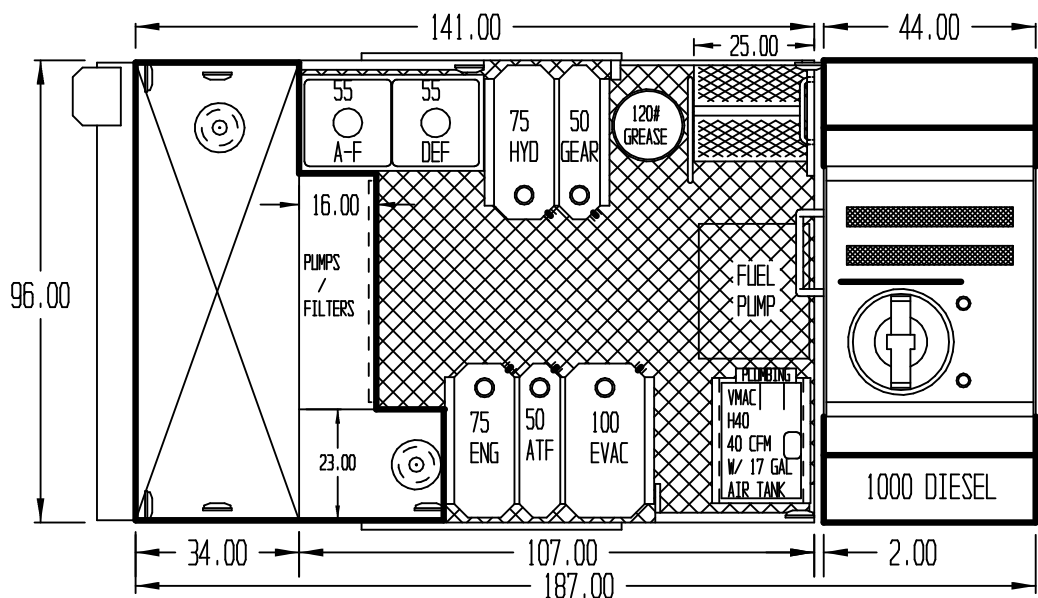 141.00
44.00
25.00
55
A-F
55
DEF
75
HYD
50
GEAR
120#
GREASE
16.00
96.00
PUMPS
/
FILTERS
FUEL
PUMP
PLUMBING
VMAC
H40
40 CFM
W/ 17 GAL
AIR TANK
75
ENG
50
ATF
100
EVAC
23.00
1000 DIESEL
34.00
107.00
2.00
187.00